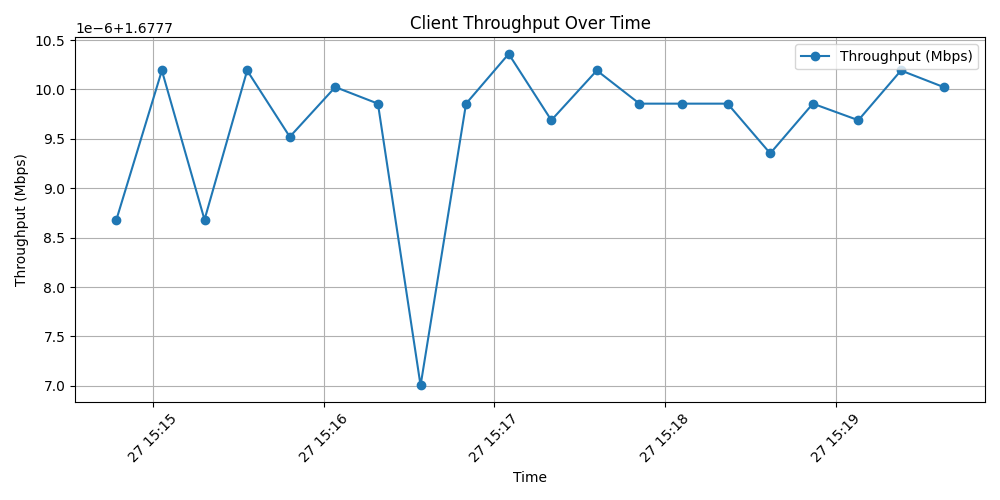 Client Throughput Over Time
1e−6+1.6777
Throughput (Mbps)
10.5
10.0
9.5
9.0
8.5
8.0
7.5
7.0
Throughput (Mbps)
27 15:15
27 15:16
27 15:17
27 15:18
27 15:19
Time